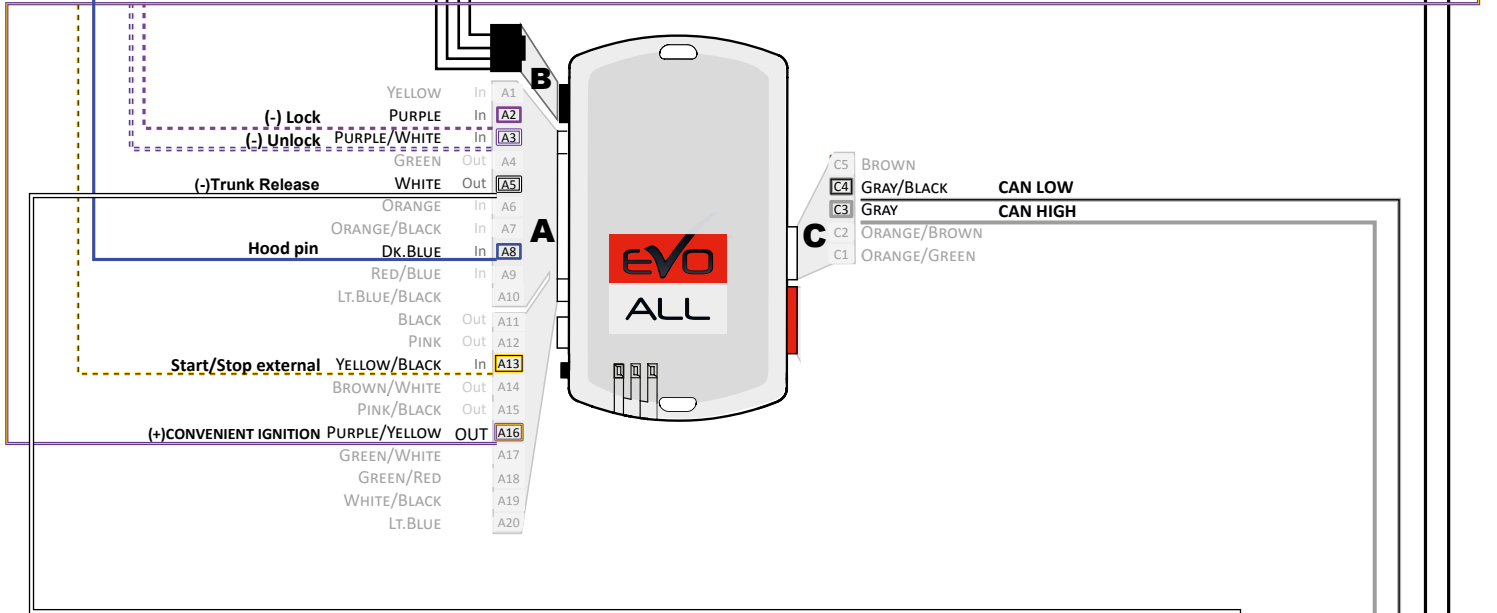 B
YELLOW In A1
(-) Lock PURPLE In A2
(-) Unlock PURPLE/WHITE In A3
GREEN Out A4
(-)Trunk Release WHITE Out A5
ORANGE In A6
ORANGE/BLACK In A7
A
Hood pin DK.BLUE In A8
RED/BLUE In A9
LT.BLUE/BLACK A10
BLACK Out A11
PINK Out A12
Start/Stop external YELLOW/BLACK In A13
BROWN/WHITE Out A14
PINK/BLACK Out A15
(+)CONVENIENT IGNITION PURPLE/YELLOW OUT A16
GREEN/WHITE A17
GREEN/RED A18
WHITE/BLACK A19
LT.BLUE A20
EVO
ALL
C5 BROWN
C4 GRAY/BLACK CAN LOW
C3 GRAY CAN HIGH
C
C2 ORANGE/BROWN
C1 ORANGE/GREEN